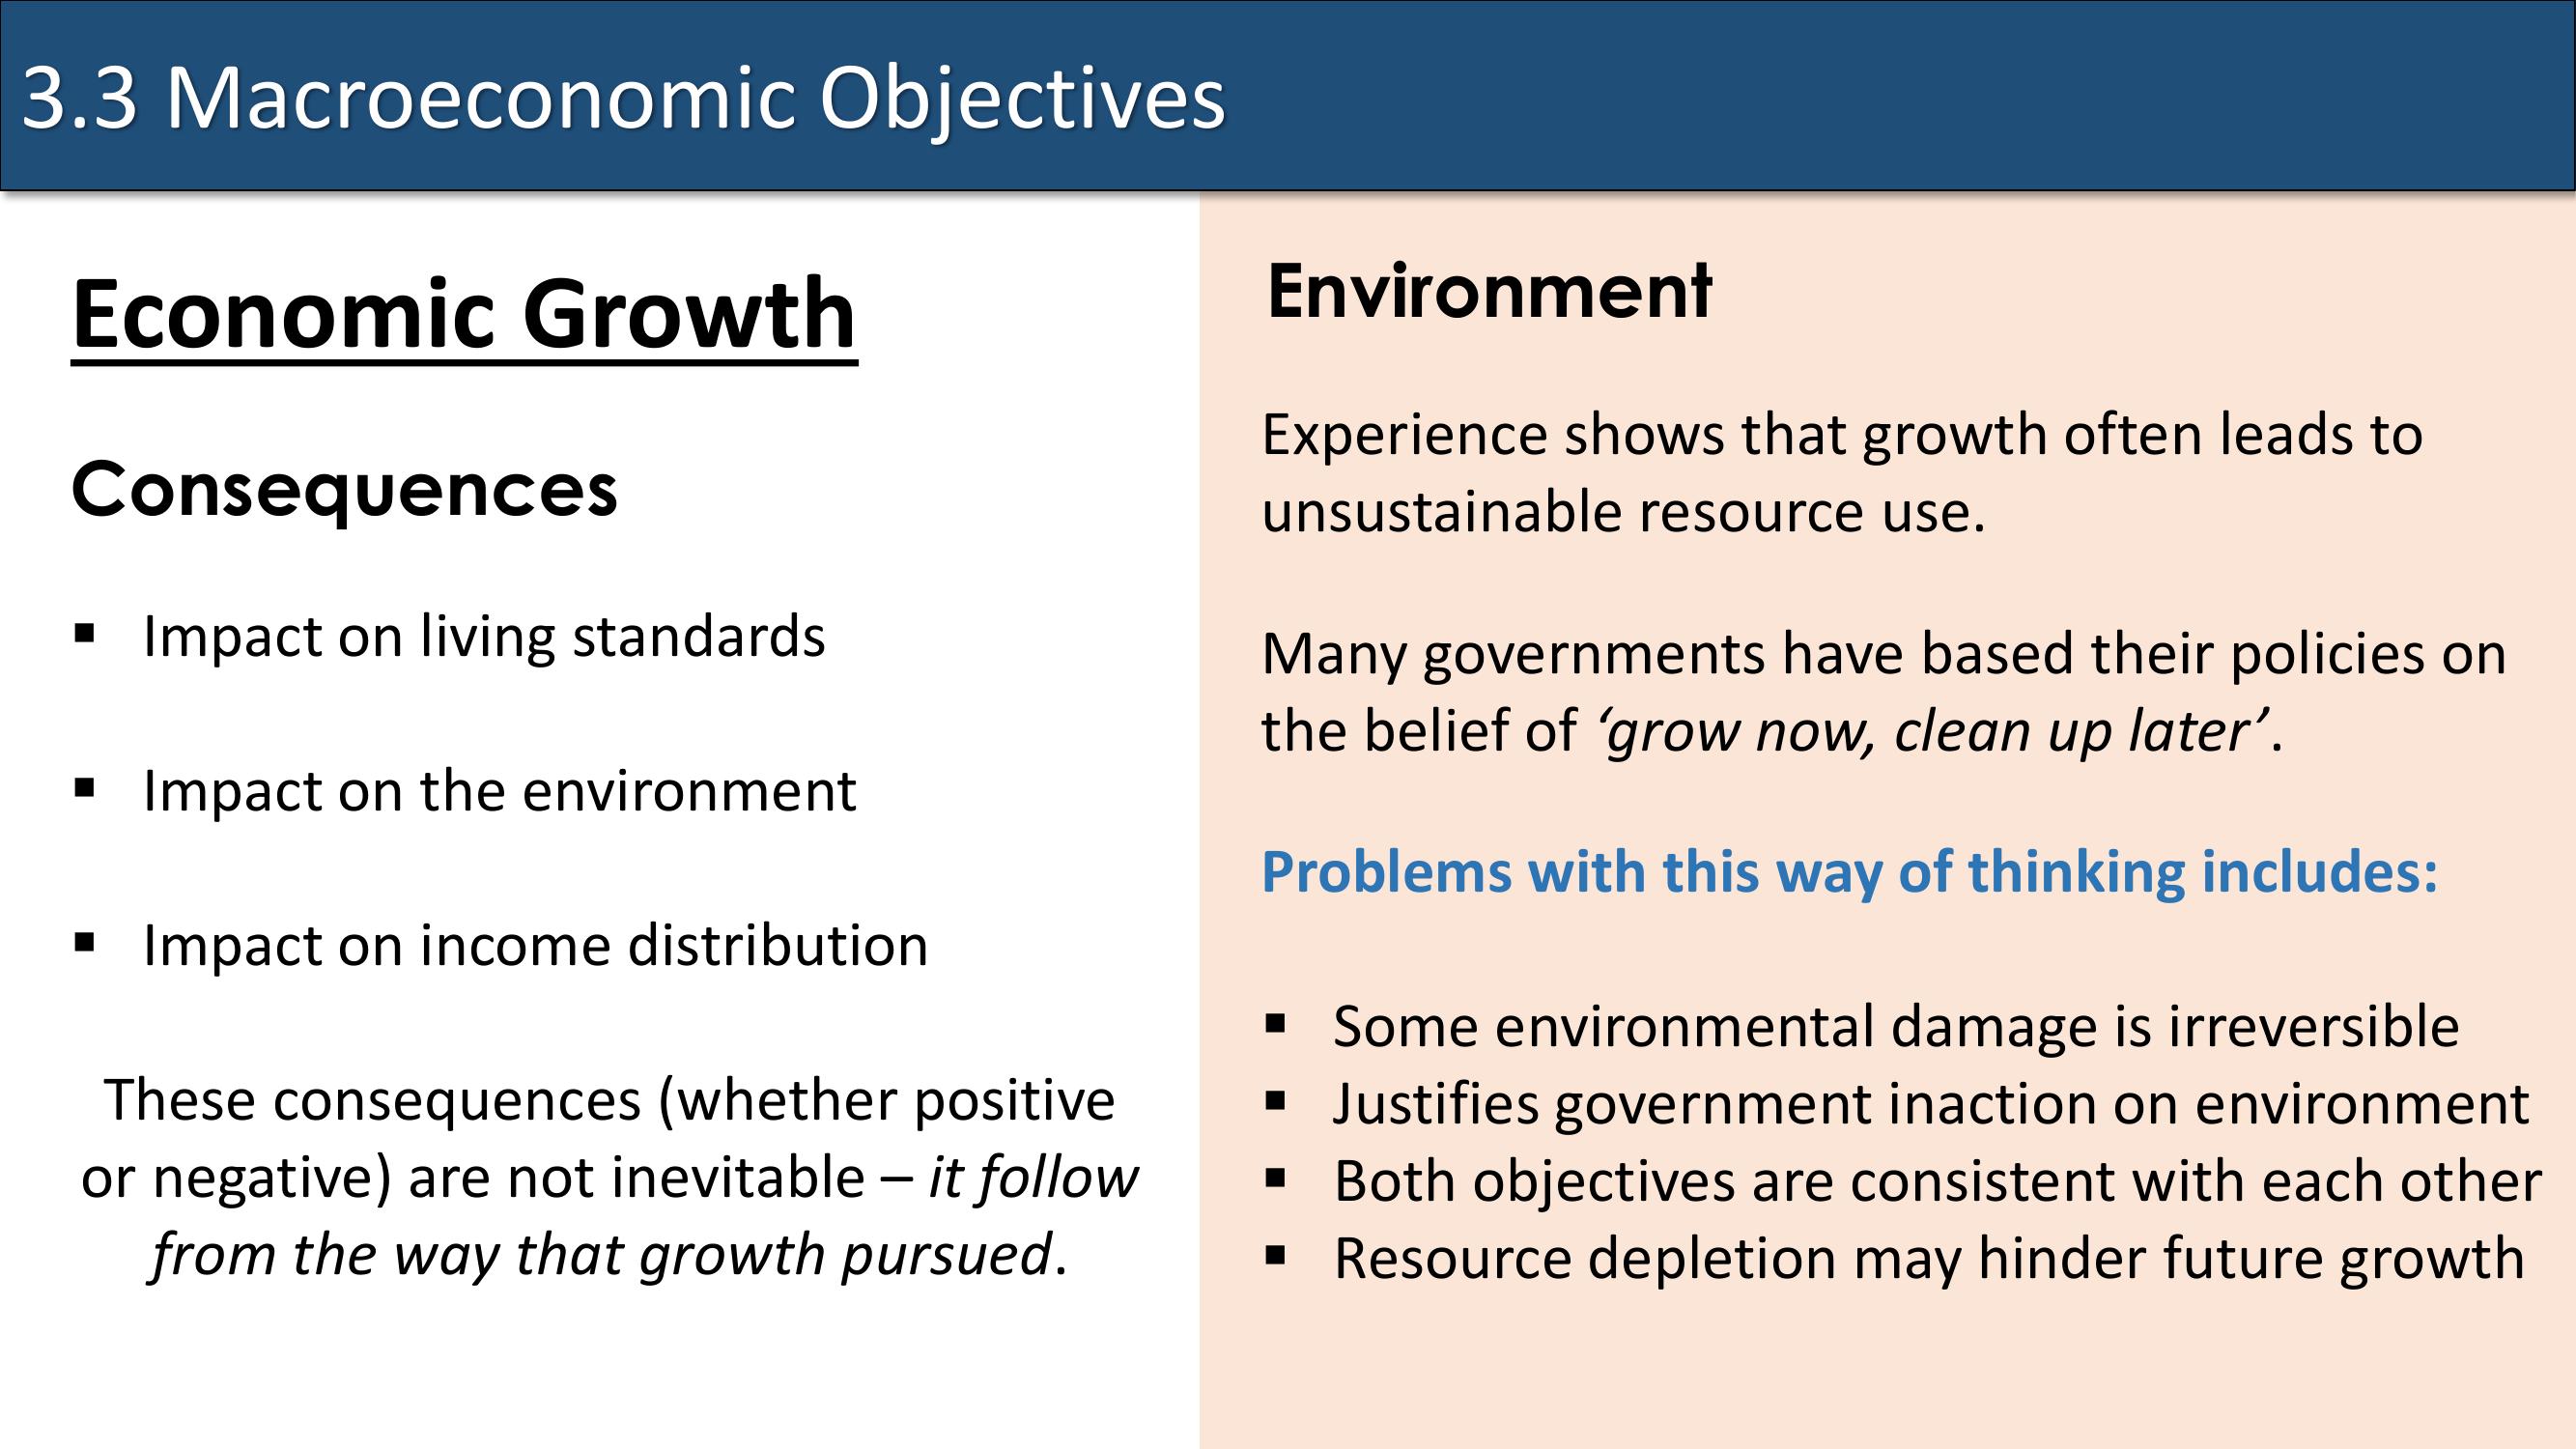 3.3 Macroeconomic Objectives
Economic Growth
Consequences
▪ Impact on living standards
▪ Impact on the environment
▪ Impact on income distribution
These consequences (whether positive
or negative) are not inevitable – it follow
from the way that growth pursued.
Environment
Experience shows that growth often leads to
unsustainable resource use.
Many governments have based their policies on
the belief of ‘grow now, clean up later’.
Problems with this way of thinking includes:
▪ Some environmental damage is irreversible
▪ Justifies government inaction on environment
▪ Both objectives are consistent with each other
▪ Resource depletion may hinder future growth